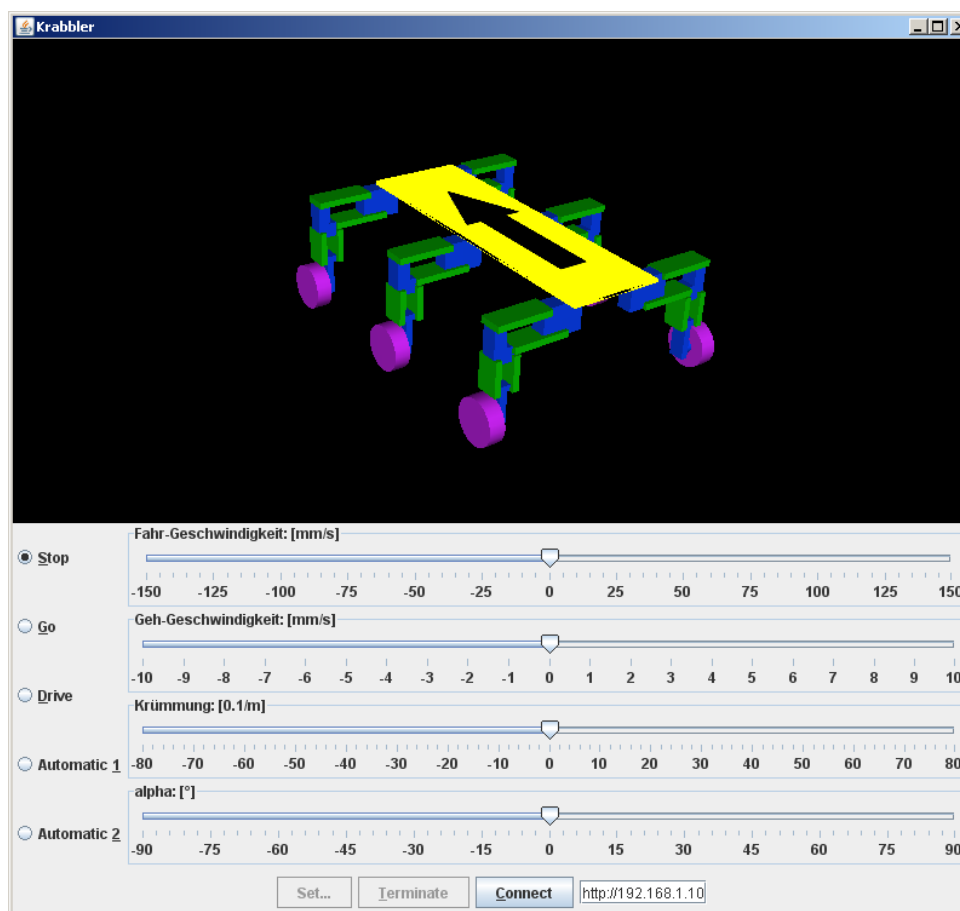 Krabbler
Fahr-Geschwindigkeit: [mm/s]
Stop
-150 -125 -100 -75 -50 -25 0 25 50 75 100 125 150
Geh-Geschwindigkeit: [mm/s]
Go
-10 -9 -8 -7 -6 -5 -4 -3 -2 -1 0 1 2 3 4 5 6 7 8 9 10
Drive
Krümmung: [0.1/m]
Automatic 1
-80 -70 -60 -50 -40 -30 -20 -10 0 10 20 30 40 50 60 70 80
alpha: [°]
Automatic 2
-90 -75 -60 -45 -30 -15 0 15 30 45 60 75 90
Set... Terminate Connect http://192.168.1.10